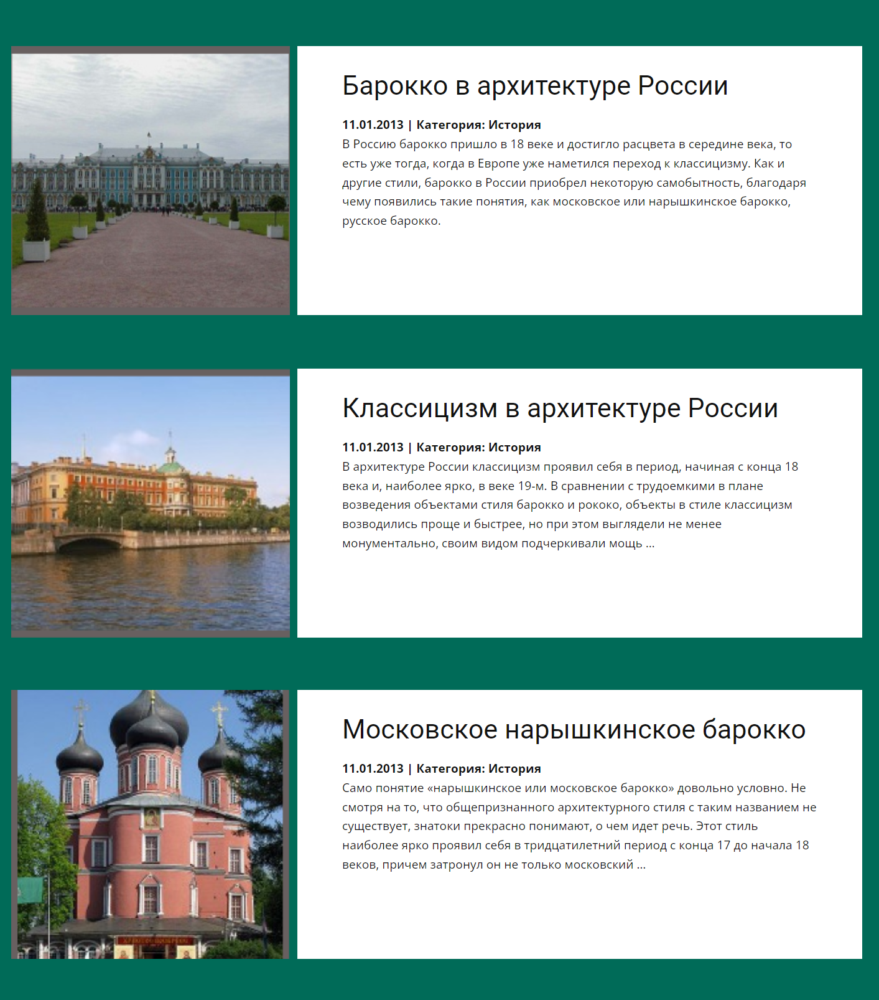 Барокко в архитектуре России
11.01.2013 | Категория: История
В Россию барокко пришло в 18 веке и достигло расцвета в середине века, то
есть уже тогда, когда в Европе уже наметился переход к классицизму. Как и
другие стили, барокко в России приобрел некоторую самобытность, благодаря
чему появились такие понятия, как московское или нарышкинское барокко,
русское барокко.
Классицизм в архитектуре России
11.01.2013 | Категория: История
В архитектуре России классицизм проявил себя в период, начиная с конца 18
века и, наиболее ярко, в веке 19-м. В сравнении с трудоемкими в плане
возведения объектами стиля барокко и рококо, объекты в стиле классицизм
возводились проще и быстрее, но при этом выглядели не менее
монументально, своим видом подчеркивали мощь ...
Московское нарышкинское барокко
11.01.2013 | Категория: История
Само понятие «нарышкинское или московское барокко» довольно условно. Не
смотря на то, что общепризнанного архитектурного стиля с таким названием не
существует, знатоки прекрасно понимают, о чем идет речь. Этот стиль
наиболее ярко проявил себя в тридцатилетний период с конца 17 до начала 18
веков, причем затронул он не только московский ...